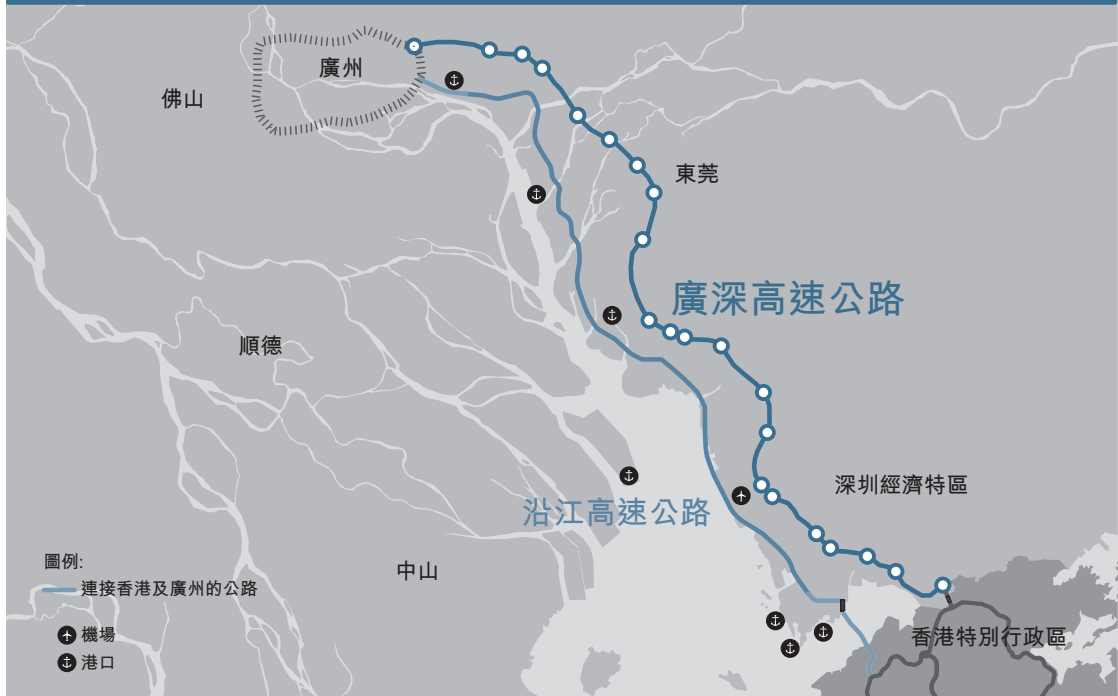 廣州
佛山
東莞
廣深高速公路
順德
深圳經濟特區
沿江高速公路
圖例:
中山
連接香港及廣州的公路
機場
香港特別行政區
港口